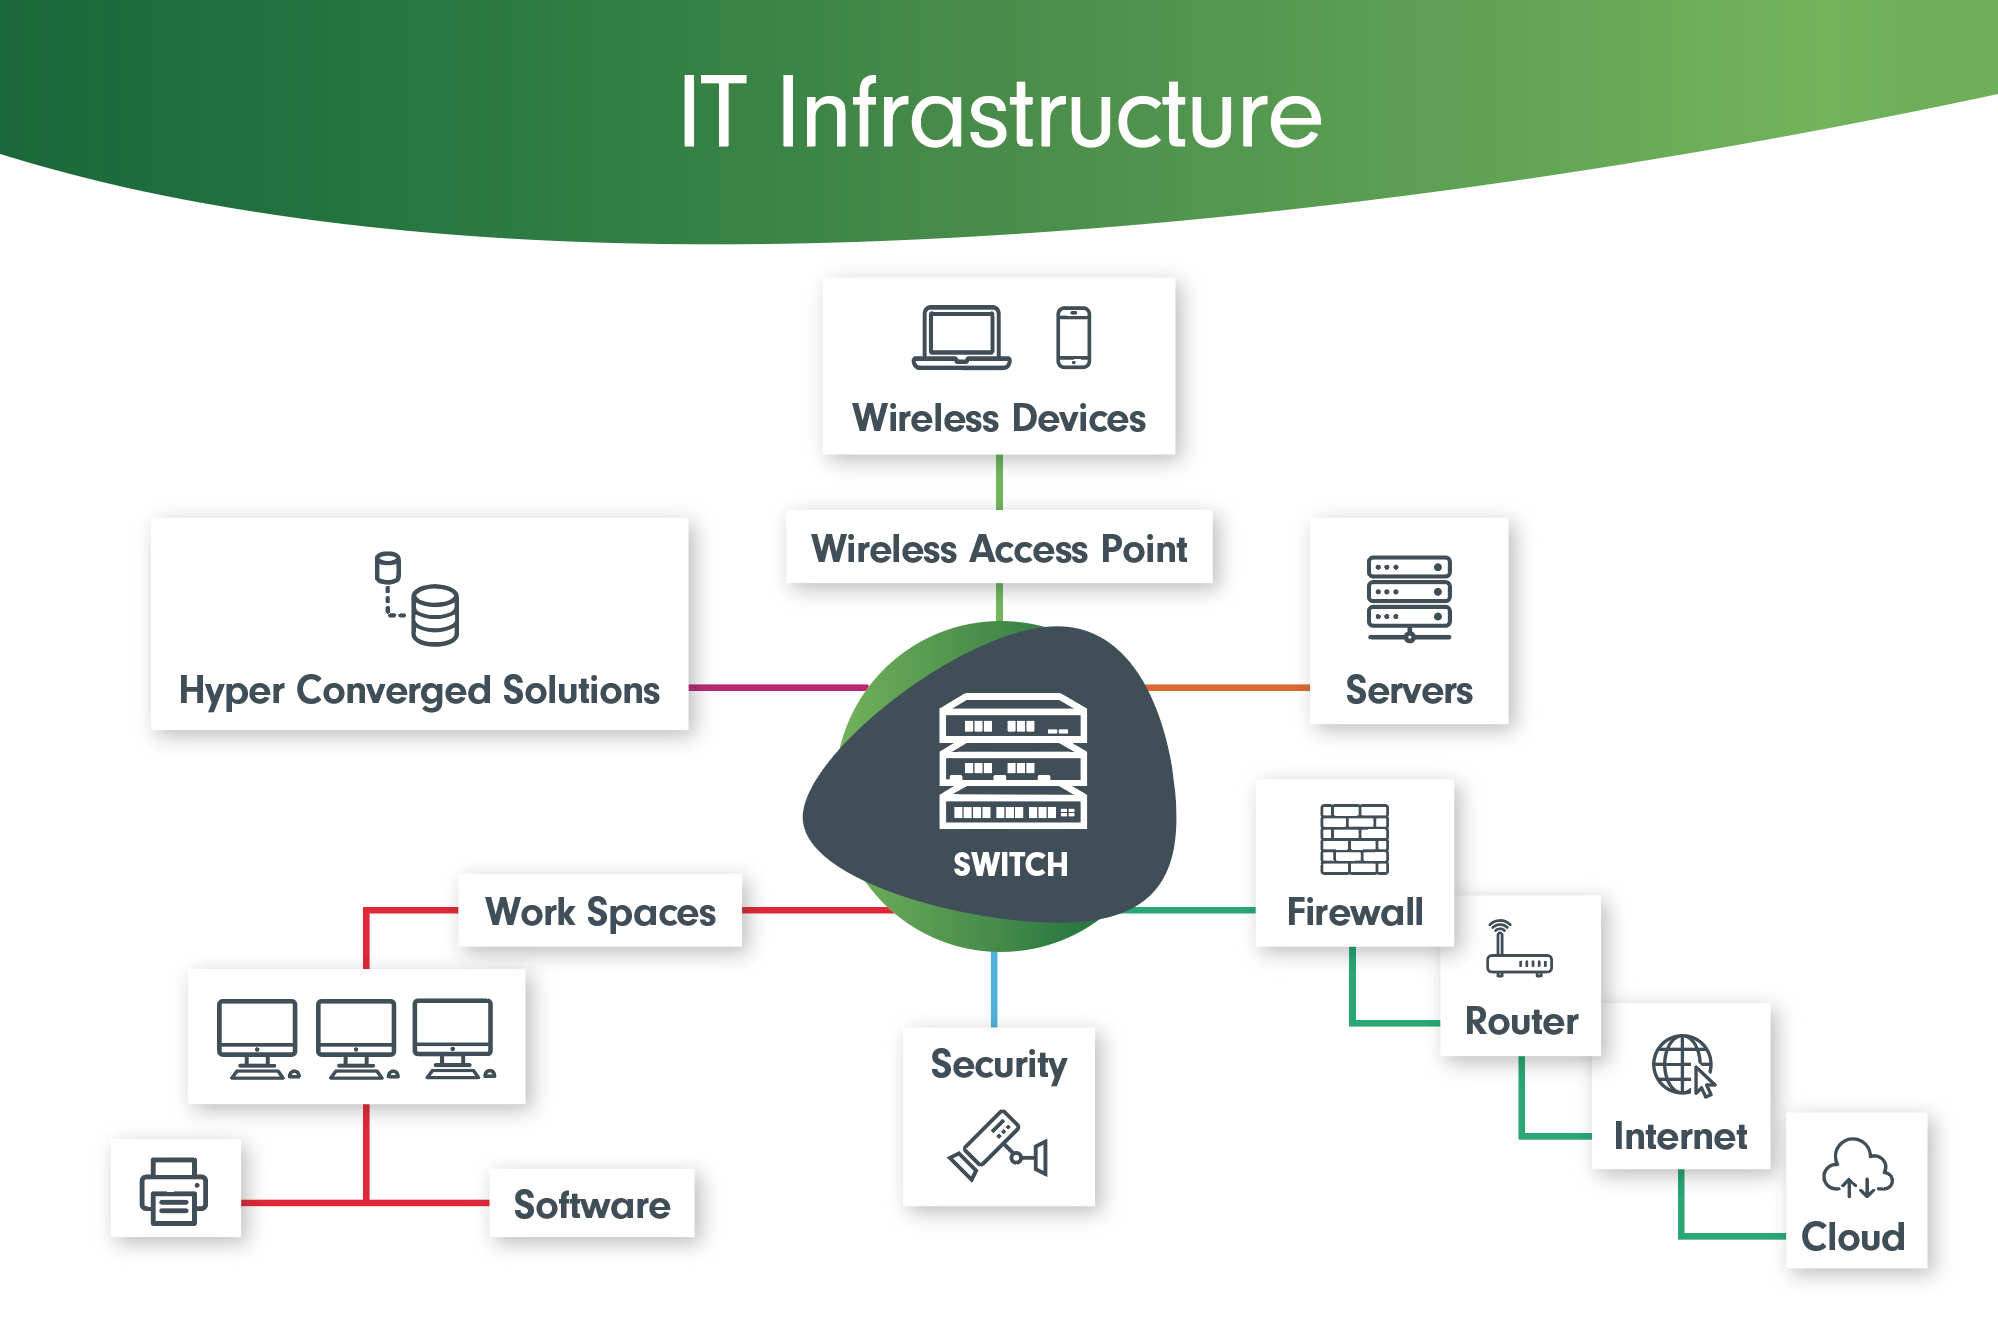 IT Infrastructure
Wireless Devices
Wireless Access Point
Hyper Converged Solutions
Servers
SWITCH
Work Spaces
Firewall
Router
Security
Internet
Software
Cloud